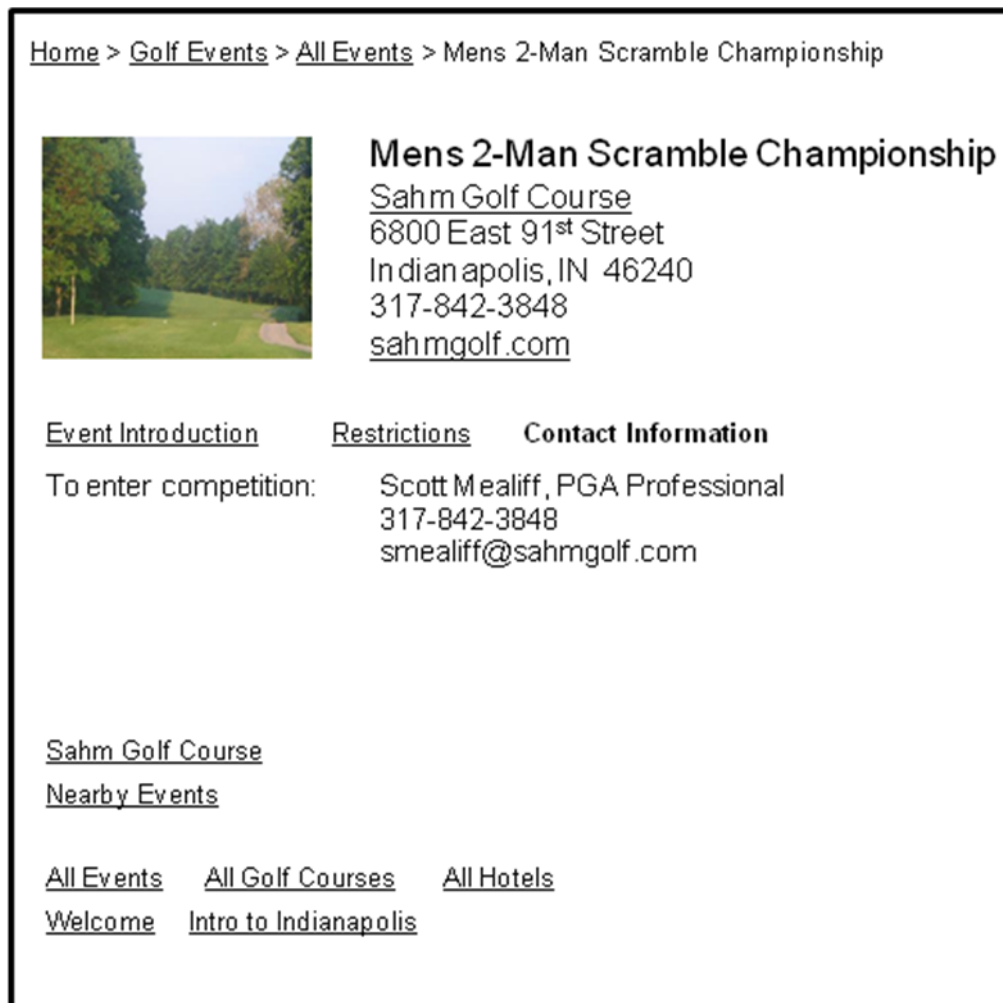 Home > Golf Events > All Events > Mens 2-Man Scramble Championship
Mens 2-Man Scramble Championship
Sahm Golf Course
6800 East 91st Street
Indianapolis, IN 46240
317-842-3848
sahmgolf.com
Event Introduction Restrictions Contact Information
To enter competition: Scott Mealiff, PGA Professional
317-842-3848
smealiff@sahmgolf.com
Sahm Golf Course
Nearby Events
All Events All Golf Courses All Hotels
Welcome Intro to Indianapolis